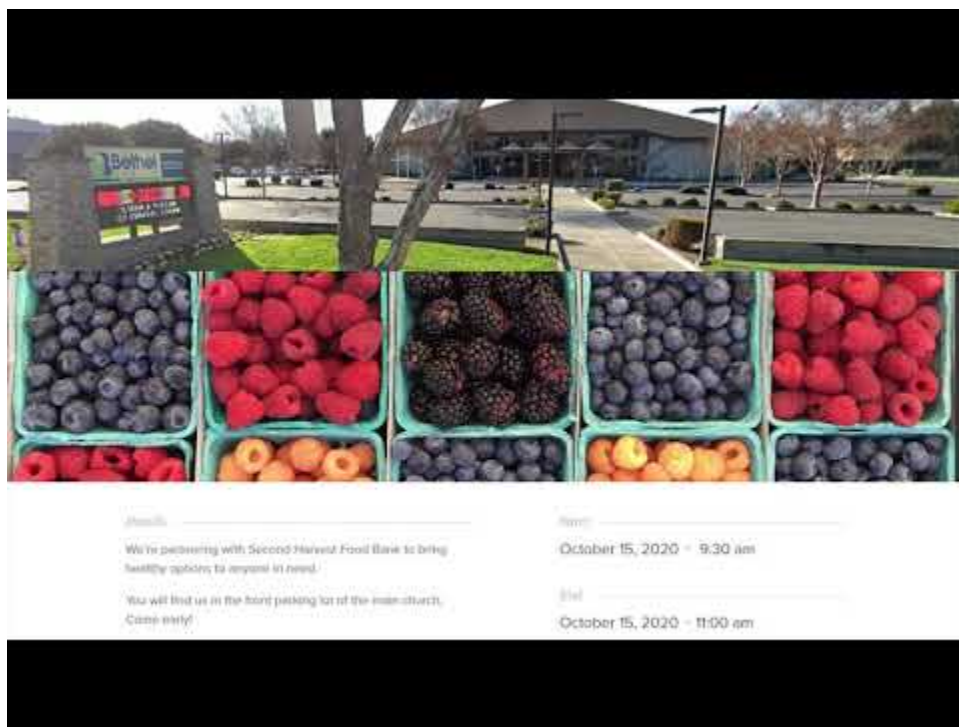 Bethel
Details
We're partnering with Second Harvest Food Bank to bring
healthy options to anyone in need.
You will find us in the front parking lot of the main church.
Come early!
Start
October 15, 2020 - 9:30 am
End
October 15, 2020 - 11:00 am